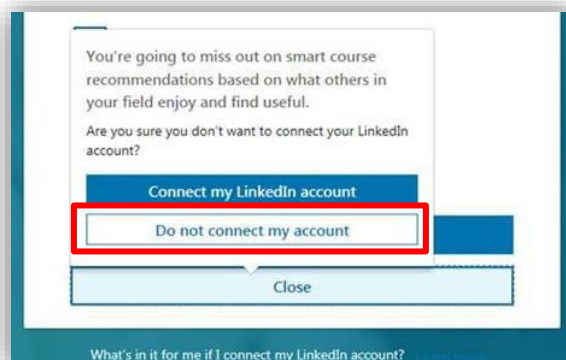 You're going to miss out on smart course
recommendations based on what others in
your field enjoy and find useful.
Are you sure you don't want to connect your LinkedIn
account?
Connect my LinkedIn account
Do not connect my account
Close
What's in it for me if I connect my LinkedIn account?